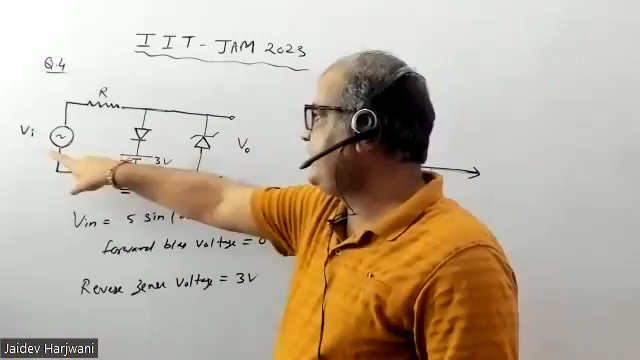 IIT-JAM 2023
Q.4
R
Vi
3V
Vo
Vin = 5 sin(
forward bias voltage = 0
Reverse zener voltage = 3V
Jaidev Harjwani